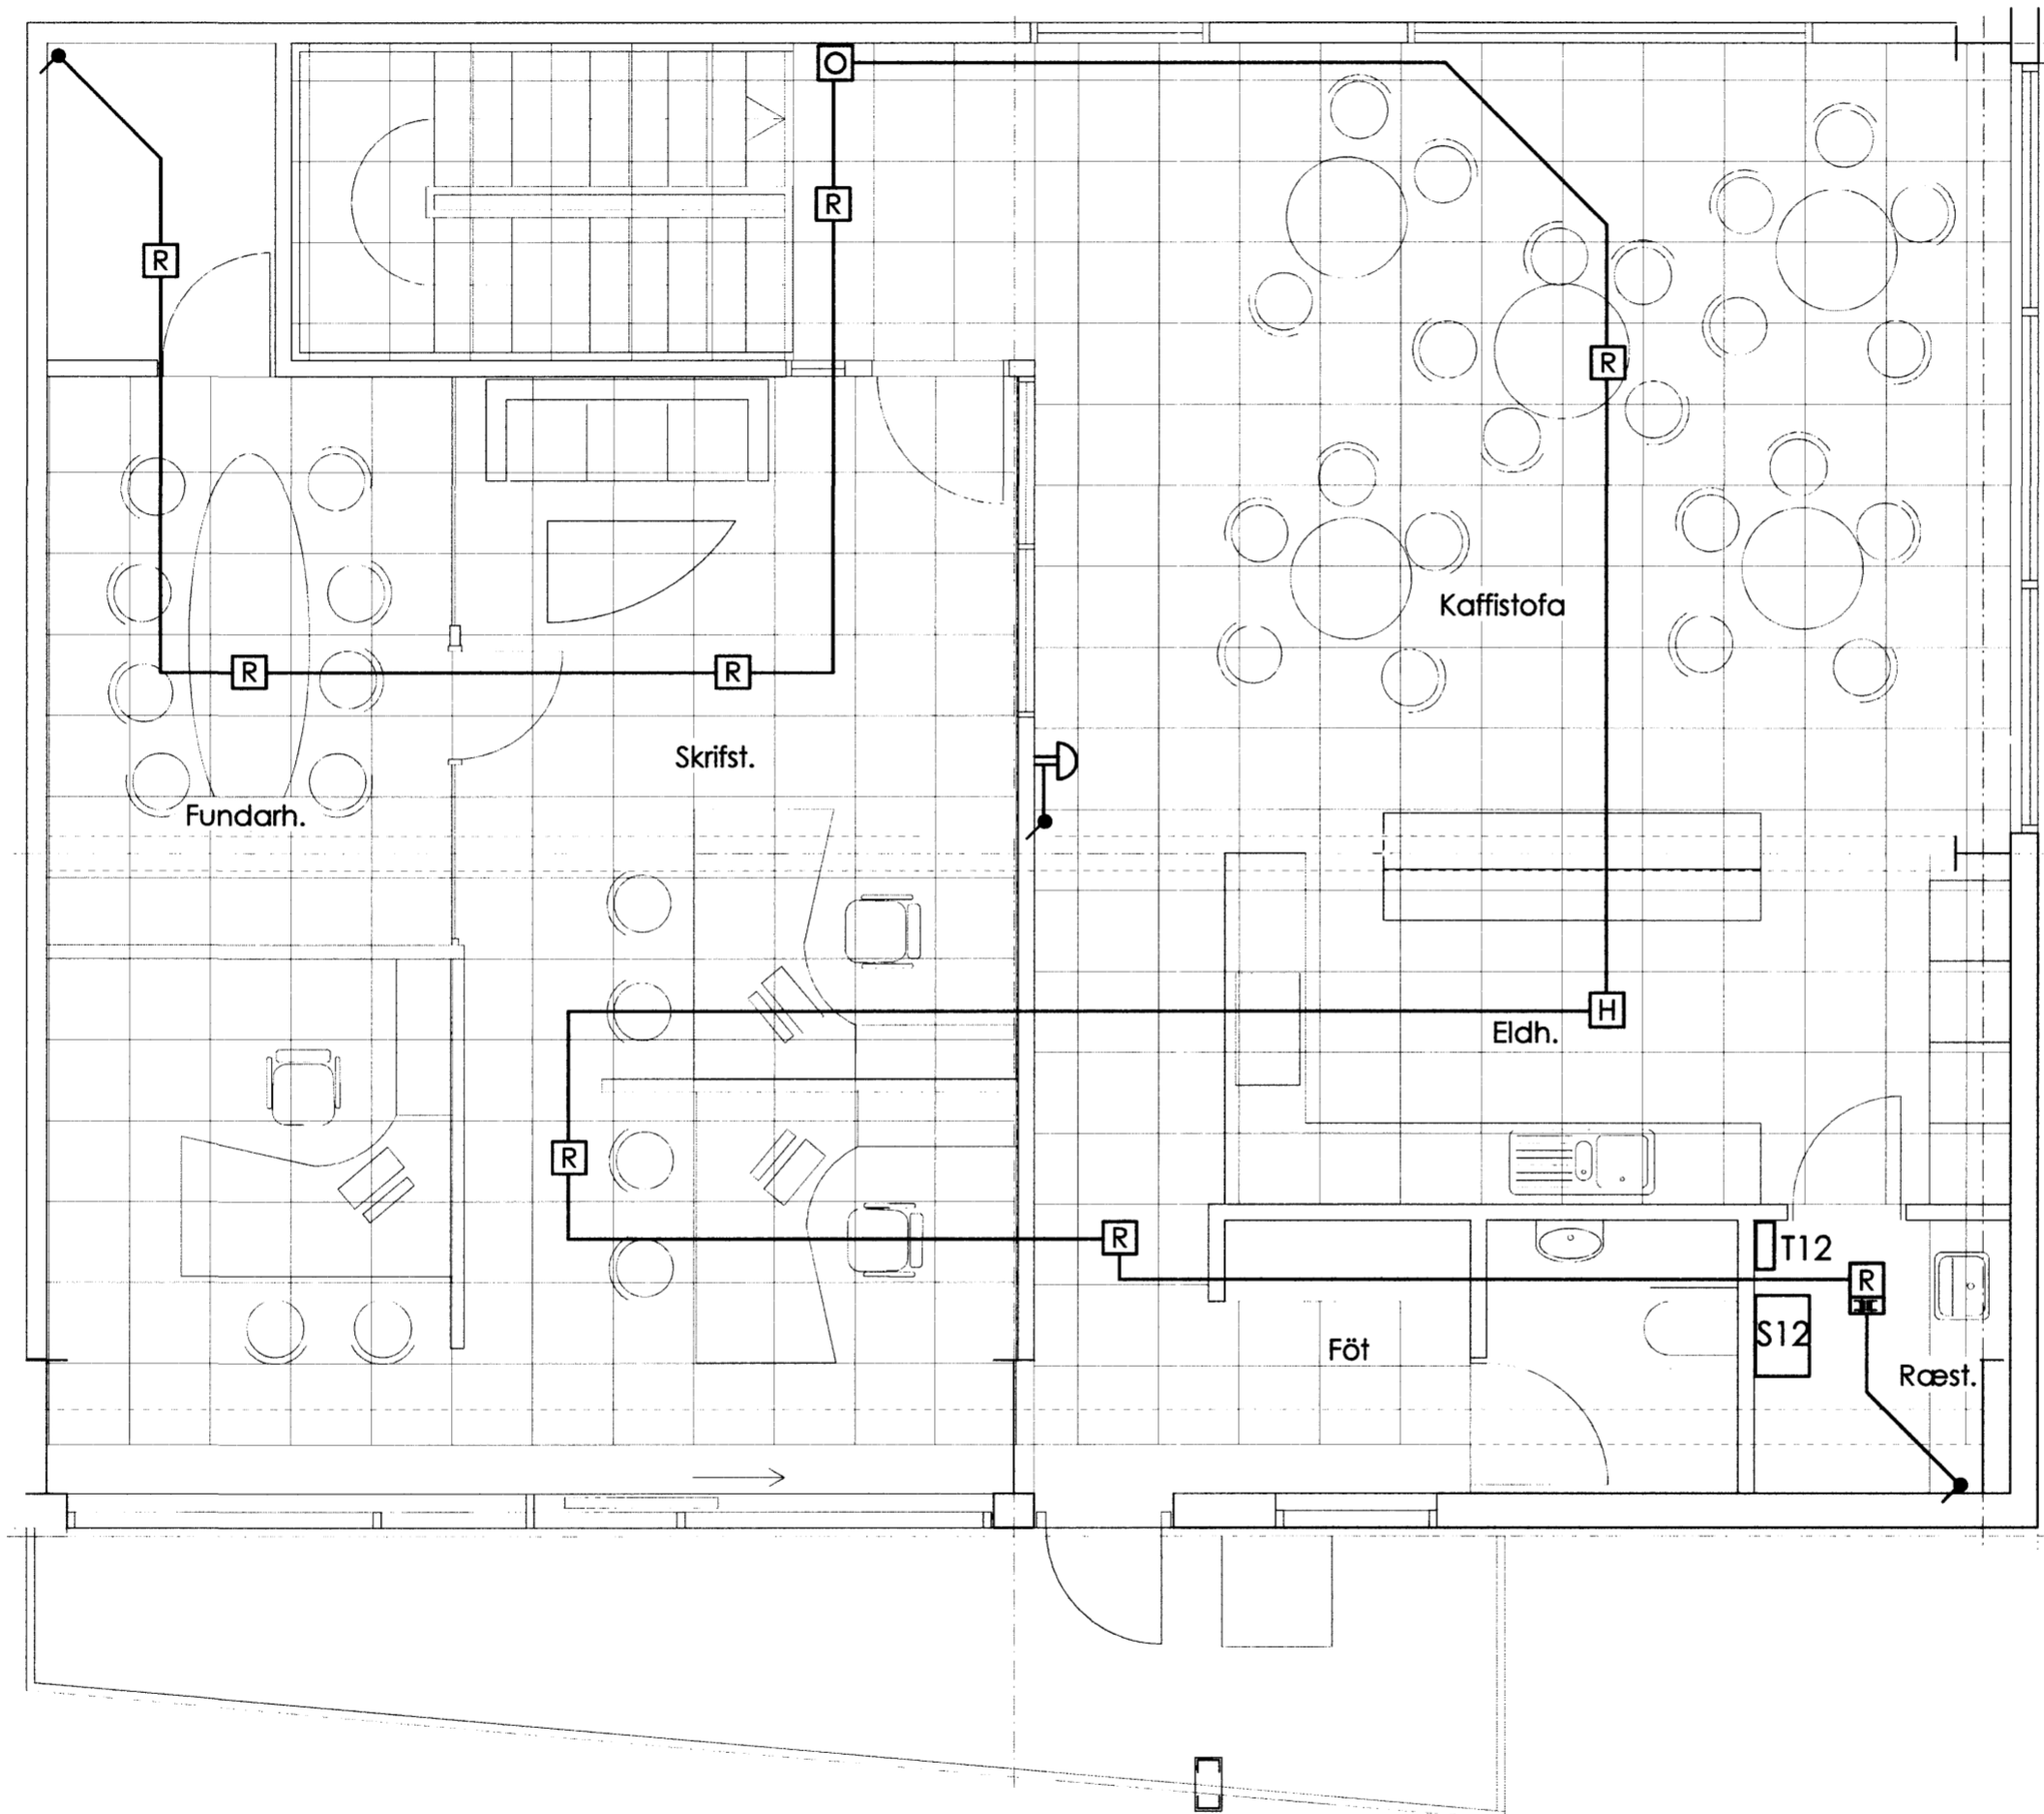 R
R
R
Kaffistofa
R
R
Skrifst.
Fundarh.
H
Eldh.
R
R
T12
R
S12
Föt
Ræst.